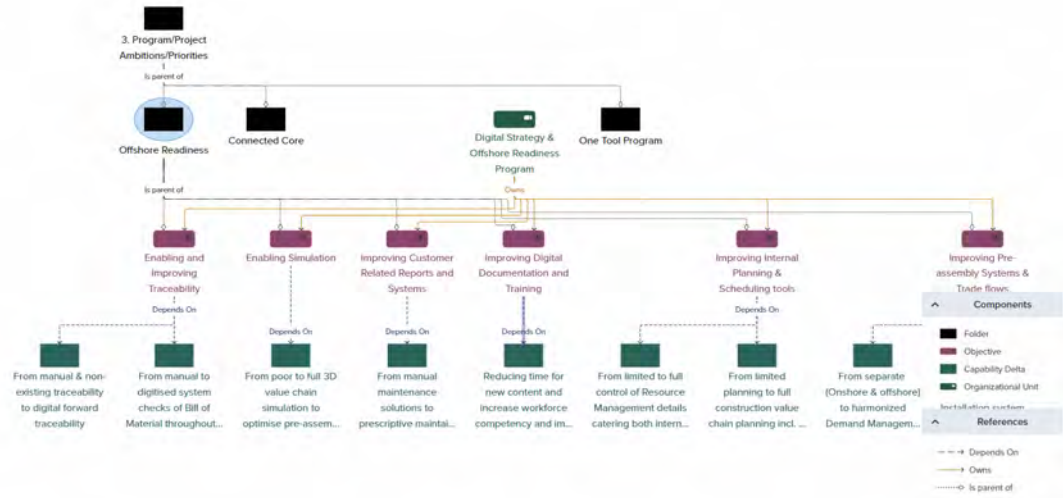 3. Program/Project
Ambitions/Priorities
Is parent of
Offshore Readiness
Connected Core
Digital Strategy &
Offshore Readiness
Program
One Tool Program
Is parent of
Owns
Enabling and
Improving
Traceability
Enabling Simulation
Improving Customer
Related Reports and
Systems
Improving Digital
Documentation and
Training
Improving Internal
Planning &
Scheduling tools
Improving Pre-
assembly Systems &
Trade flows
Depends On
Depends On
Depends On
Depends On
Depends On
From manual & non-
existing traceability
to digital forward
traceability
From manual to
digitised system
checks of Bill of
Material throughout...
From poor to full 3D
value chain
simulation to
optimise pre-assem...
From manual
maintenance
solutions to
prescriptive maintai...
Reducing time for
new content and
increase workforce
competency and im...
From limited to full
control of Resource
Management details
catering both intern...
From limited
planning to full
construction value
chain planning incl. ...
From separate
(Onshore & offshore)
to harmonized
Demand Managem...
Components
Folder
Objective
Capability Delta
Organizational Unit
Installation system
References
Depends On
Owns
Is parent of